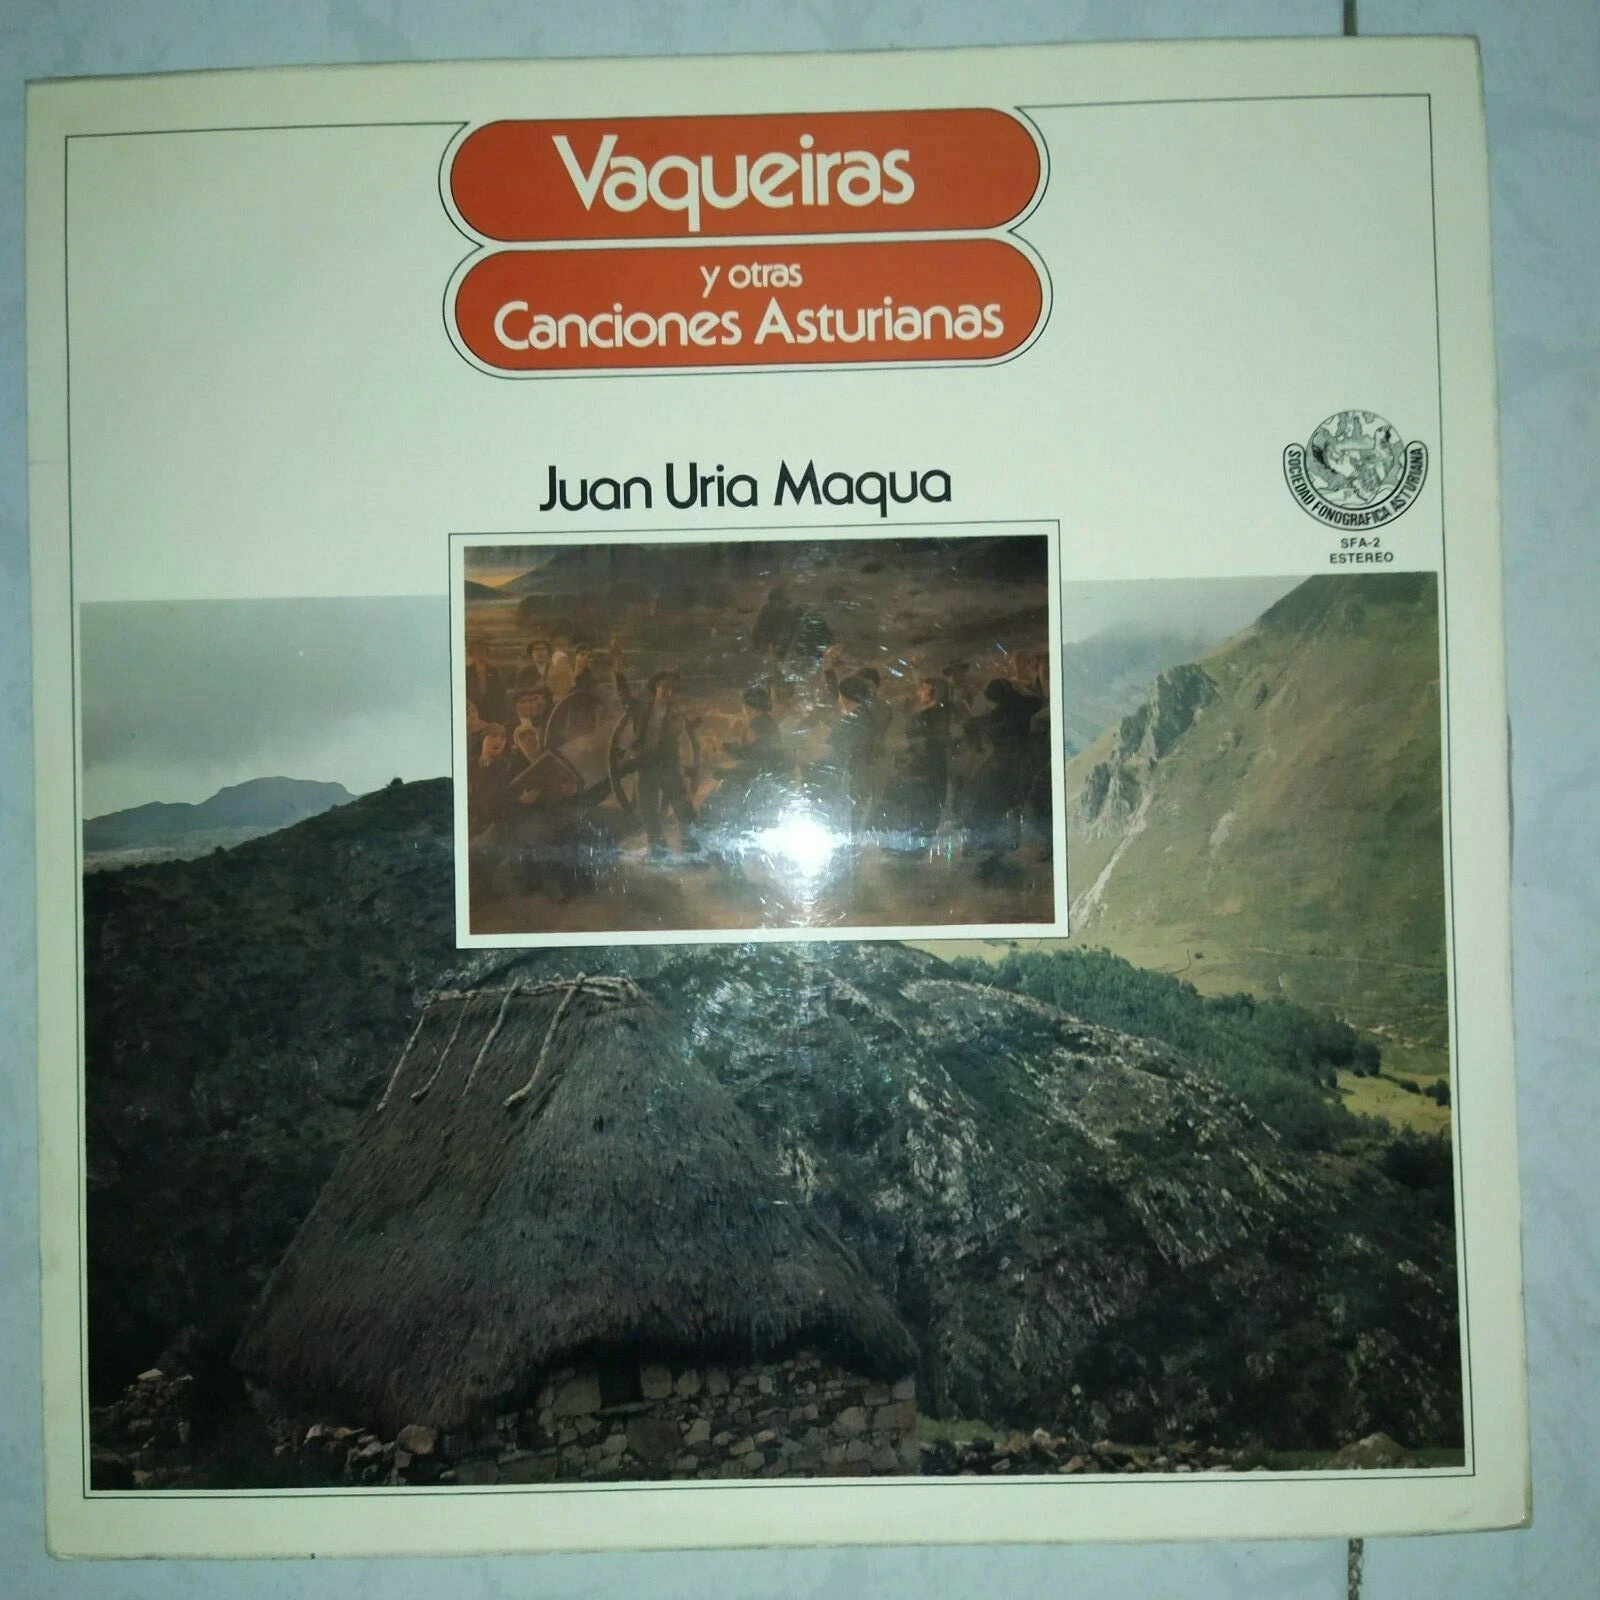 Vaqueiras
y otras
Canciones Asturianas
Juan Uria Maqua
SOCIEDAD FONOGRAFICA ASTURIANA
SFA-2
ESTEREO